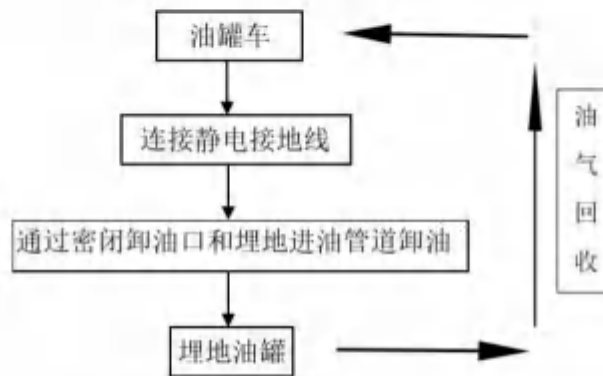 油罐车
连接静电接地线
通过密闭卸油口和埋地进油管道卸油
埋地油罐
油气回收